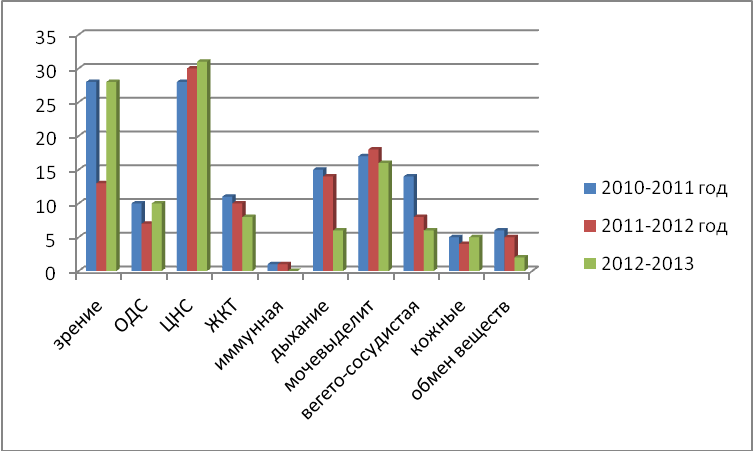 35
30
25
20
15
10
5
0
зрение
ОДС
ЦНС
ЖКТ
иммунная
дыхание
мочевыделит
вегето-сосудистая
кожные
обмен веществ
2010-2011 год
2011-2012 год
2012-2013